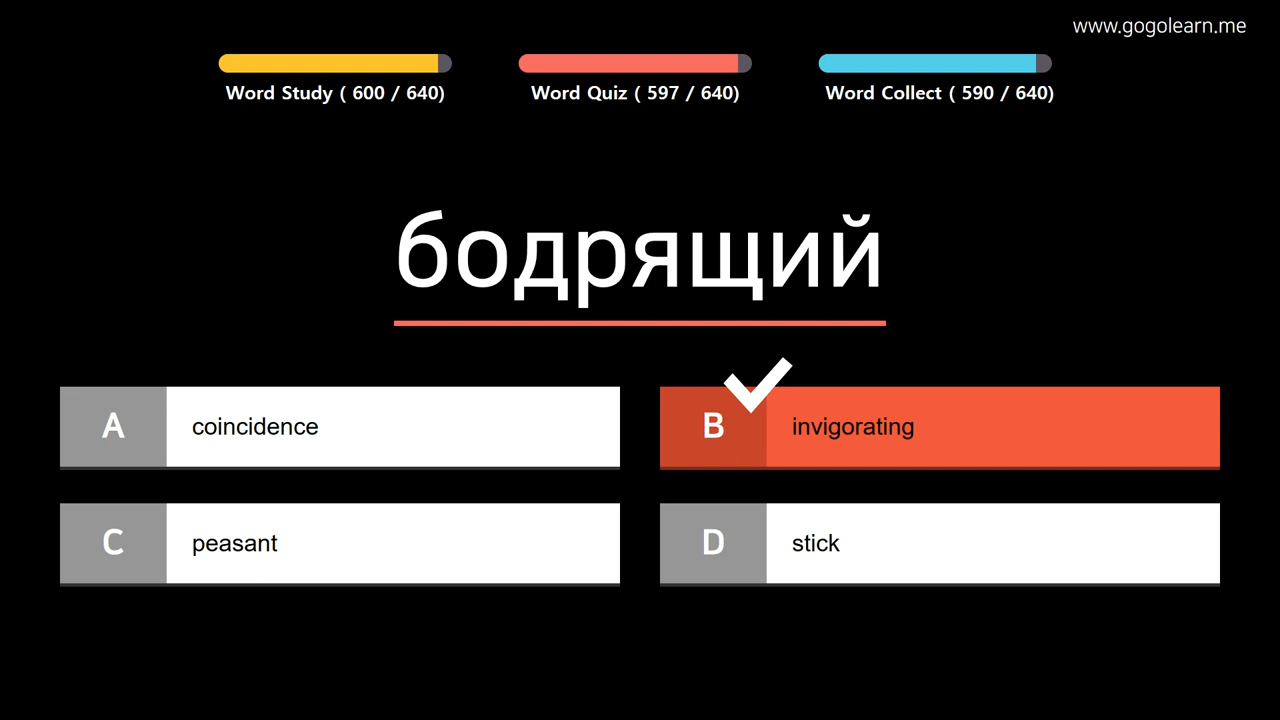 www.gogolearn.me
Word Study ( 600 / 640)
Word Quiz ( 597 / 640)
Word Collect ( 590 / 640)
бодрящий
A coincidence
B invigorating
C peasant
D stick